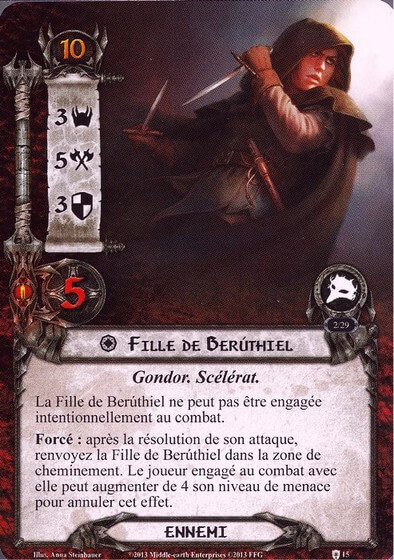 10
3
5
3
5
2/29
Fille de Berúthiel
Gondor. Scélérat.
La Fille de Berúthiel ne peut pas être engagée
intentionnellement au combat.
Forcé : après la résolution de son attaque,
renvoyez la Fille de Berúthiel dans la zone de
cheminement. Le joueur engagé au combat avec
elle peut augmenter de 4 son niveau de menace
pour annuler cet effet.
ENNEMI
Illus. Anna Steinbauer ©2013 Middle-earth Enterprises ©2013 FFG 15